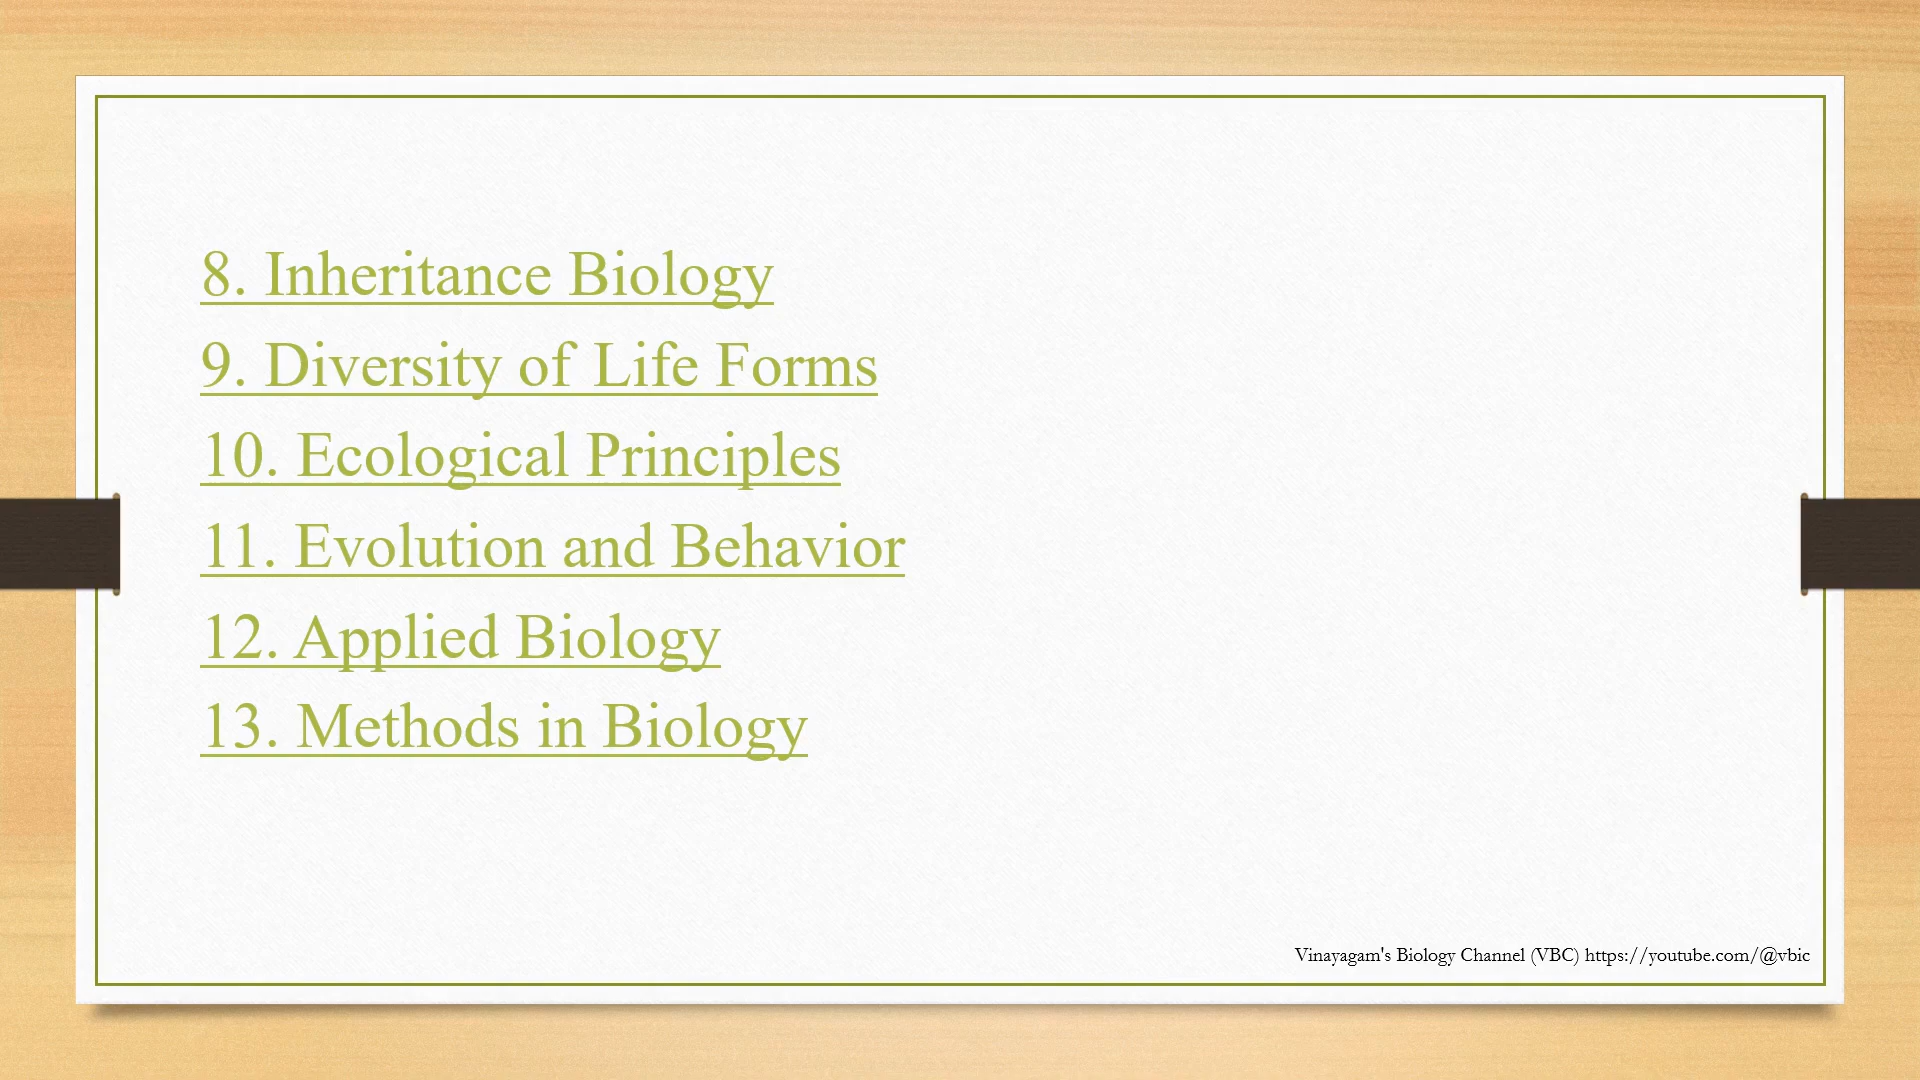 8. Inheritance Biology
9. Diversity of Life Forms
10. Ecological Principles
11. Evolution and Behavior
12. Applied Biology
13. Methods in Biology
Vinayagam's Biology Channel (VBC) https://youtube.com/@vbic